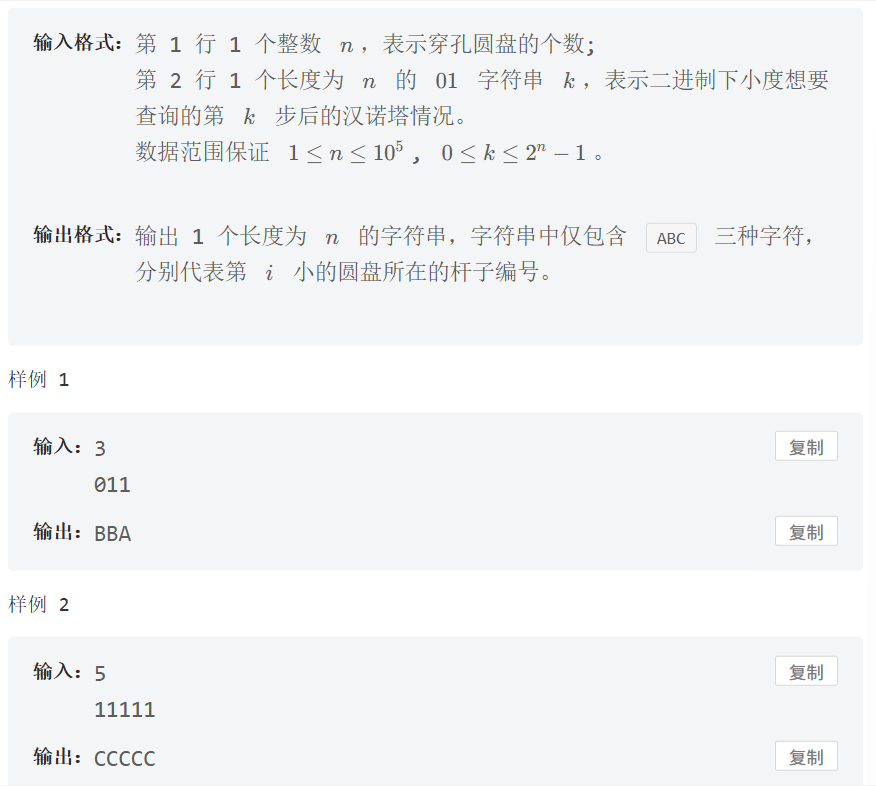 输入格式： 第 1 行 1 个整数 n，表示穿孔圆盘的个数；
第 2 行 1 个长度为 n 的 01 字符串 k，表示二进制下小度想要
查询的第 k 步后的汉诺塔情况。
数据范围保证 1 ≤ n ≤ 10⁵ , 0 ≤ k ≤ 2ⁿ − 1 。
输出格式： 输出 1 个长度为 n 的字符串，字符串中仅包含 ABC 三种字符，
分别代表第 i 小的圆盘所在的杆子编号。
样例 1
输入： 3 复制
011
输出： BBA 复制
样例 2
输入： 5 复制
11111
输出： CCCCC 复制